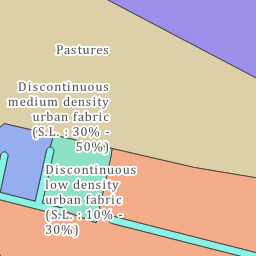 Pastures
Discontinuous
medium density
urban fabric
(S.L. : 30% -
50%)
Discontinuous
low density
urban fabric
(S.L. : 10% -
30%)